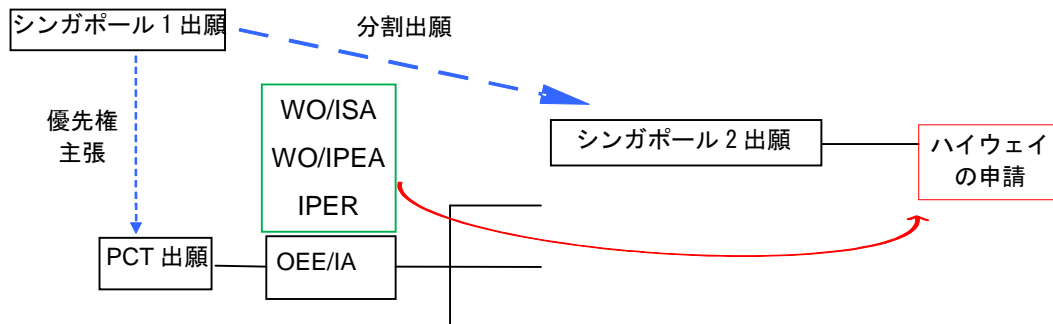 シンガポール 1 出願
分割出願
優先権
主張
WO/ISA
WO/IPEA
IPER
シンガポール 2 出願
ハイウェイ
の申請
PCT 出願
OEE/IA